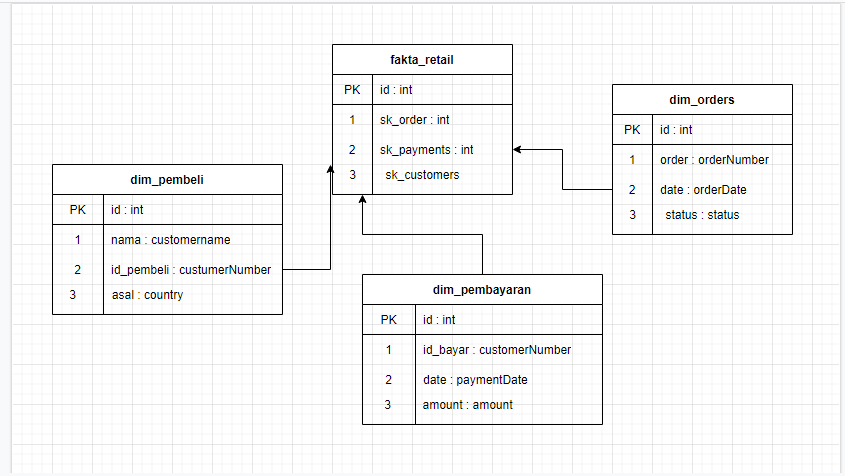 fakta_retail
PK id : int
1 sk_order : int
2 sk_payments : int
3 sk_customers
dim_orders
PK id : int
1 order : orderNumber
2 date : orderDate
3 status : status
dim_pembeli
PK id : int
1 nama : customername
2 id_pembeli : custumerNumber
3 asal : country
dim_pembayaran
PK id : int
1 id_bayar : customerNumber
2 date : paymentDate
3 amount : amount